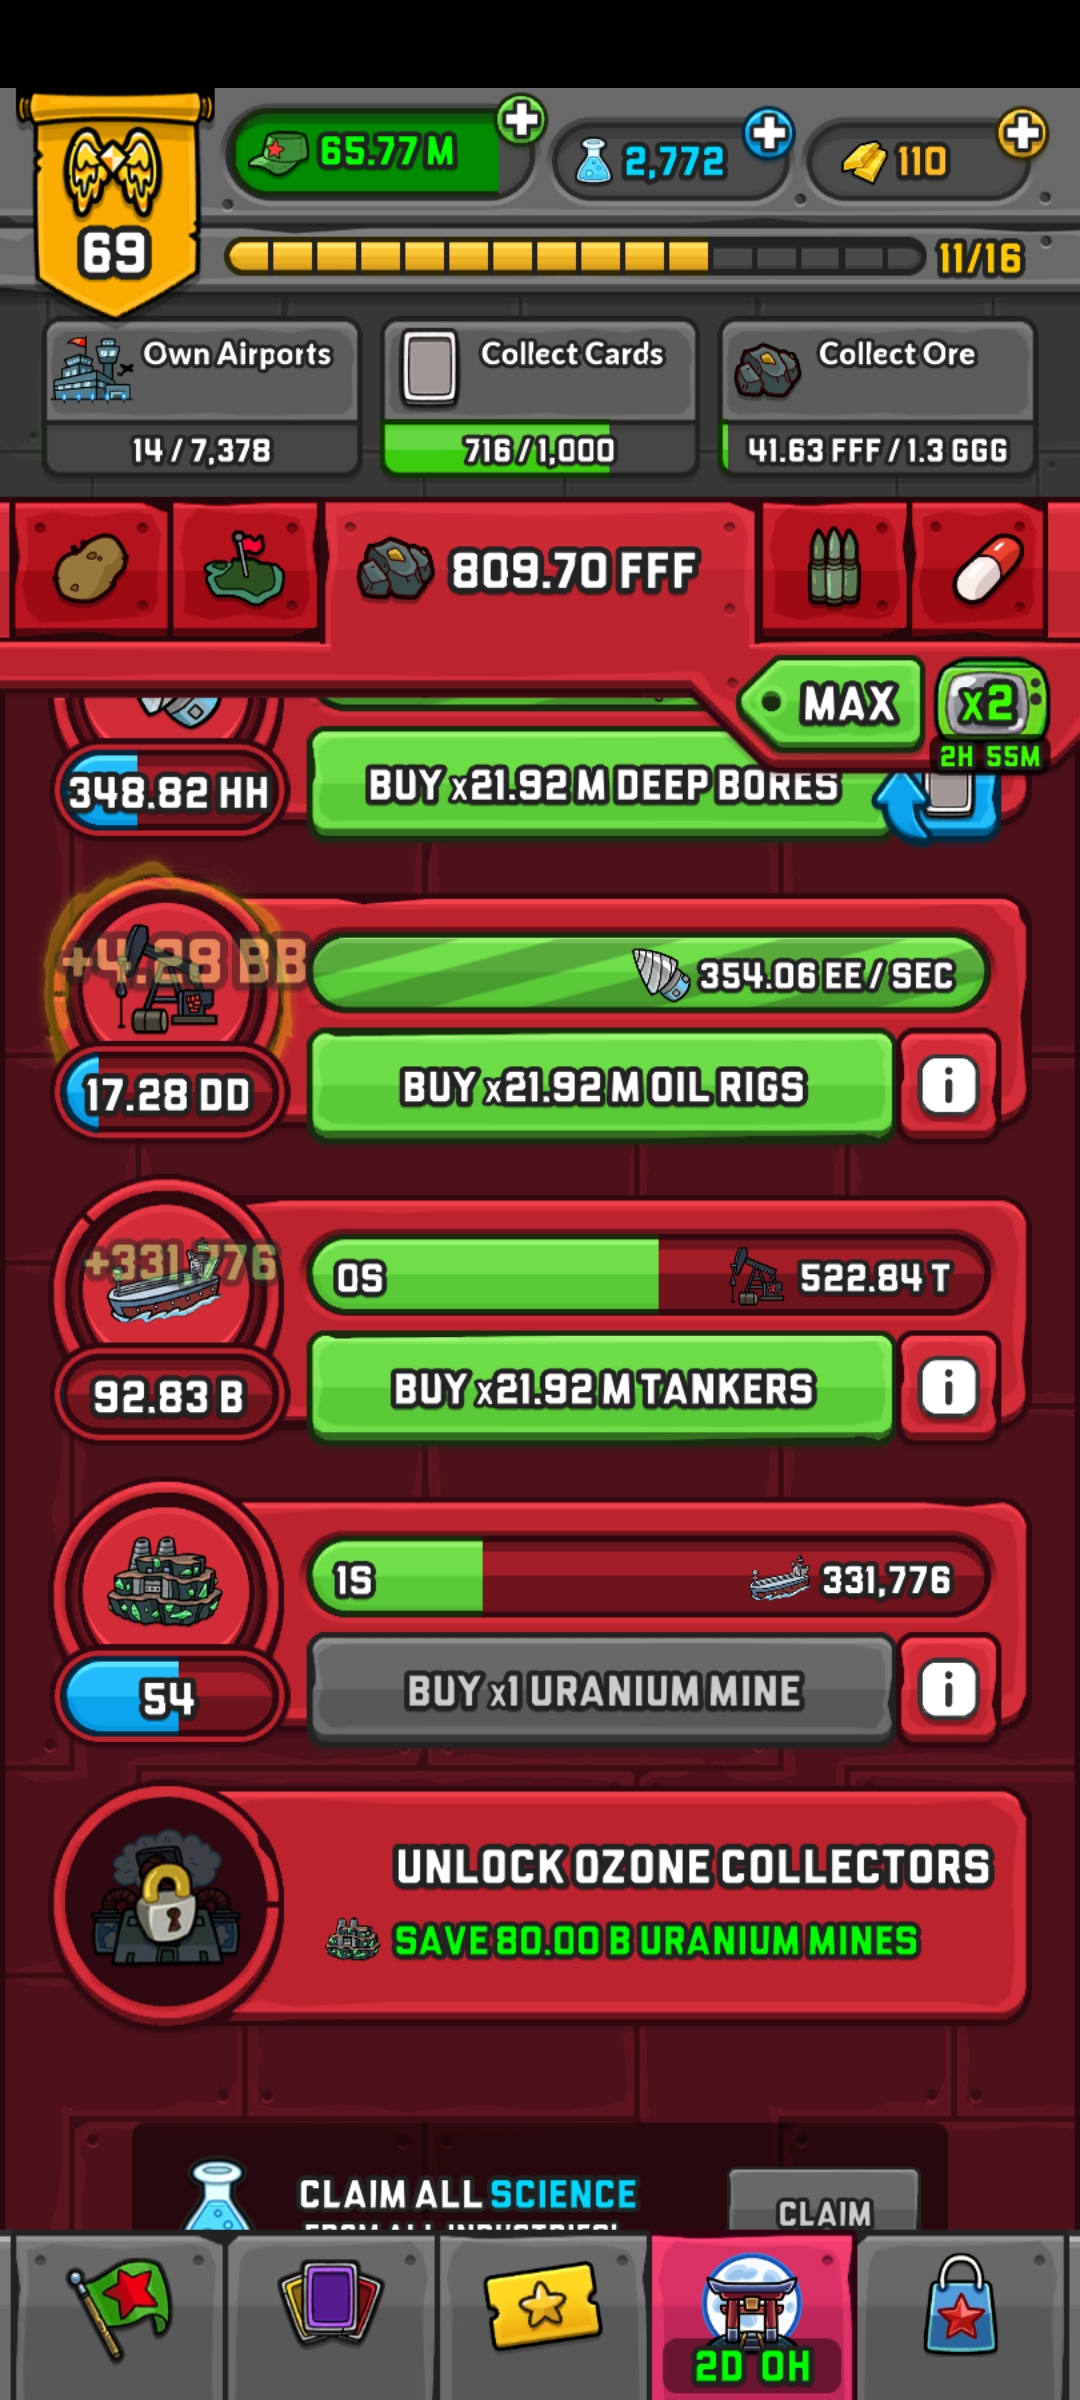 65.77 M
2,772
110
69
11/16
Own Airports
Collect Cards
Collect Ore
14 / 7,378
716 / 1,000
41.63 FFF / 1.3 GGG
809.70 FFF
MAX
x2
2H 55M
348.82 HH
BUY x21.92 M DEEP BORES
+4.28 BB
354.06 EE / SEC
17.28 DD
BUY x21.92 M OIL RIGS
i
+331,776
0S
522.84 T
92.83 B
BUY x21.92 M TANKERS
i
1S
331,776
54
BUY x1 URANIUM MINE
i
UNLOCK OZONE COLLECTORS
SAVE 80.00 B URANIUM MINES
CLAIM ALL SCIENCE
FROM ALL INDUSTRIES!
CLAIM
2D 0H